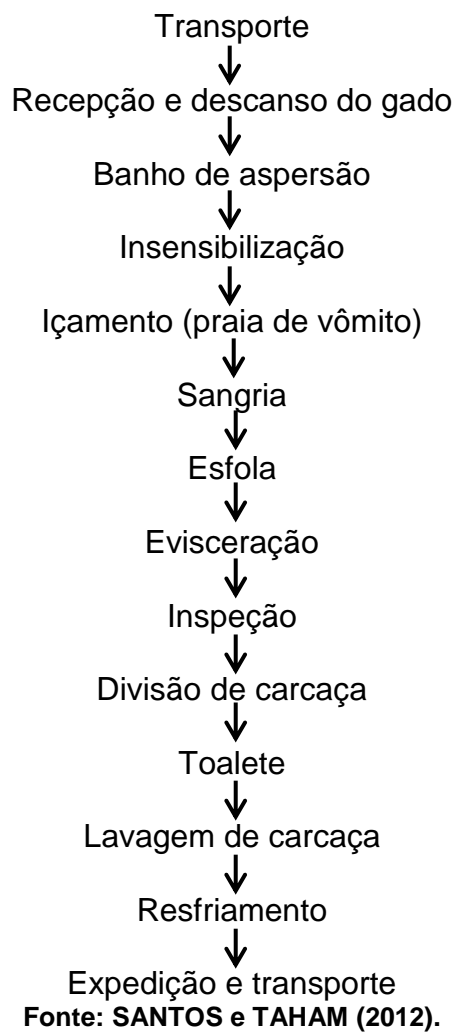 Transporte
Recepção e descanso do gado
Banho de aspersão
Insensibilização
Içamento (praia de vômito)
Sangria
Esfola
Evisceração
Inspeção
Divisão de carcaça
Toalete
Lavagem de carcaça
Resfriamento
Expedição e transporte
Fonte: SANTOS e TAHAM (2012).